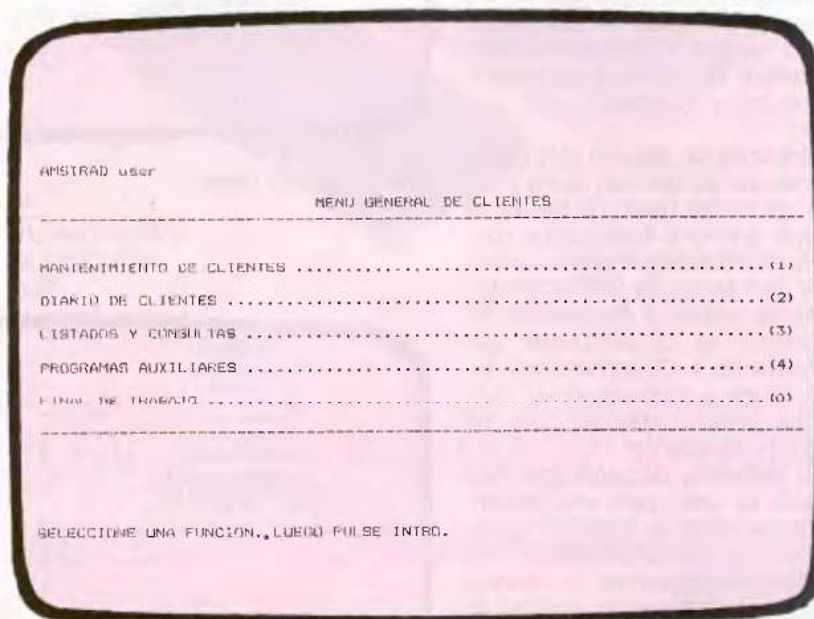 AMSTRAD user
MENU GENERAL DE CLIENTES
MANTENIMIENTO DE CLIENTES ......................................................(1)
DIARIO DE CLIENTES .............................................................(2)
LISTADOS Y CONSULTAS ...........................................................(3)
PROGRAMAS AUXILIARES ...........................................................(4)
FINAL DE TRABAJO ...............................................................(0)
SELECCIONE UNA FUNCION., LUEGO PULSE INTRO.